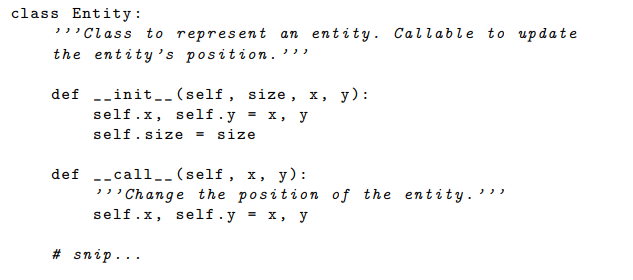 class Entity:
    '''Class to represent an entity. Callable to update
    the entity's position.'''
    def __init__(self, size, x, y):
        self.x, self.y = x, y
        self.size = size
    def __call__(self, x, y):
        '''Change the position of the entity.'''
        self.x, self.y = x, y
    # snip...